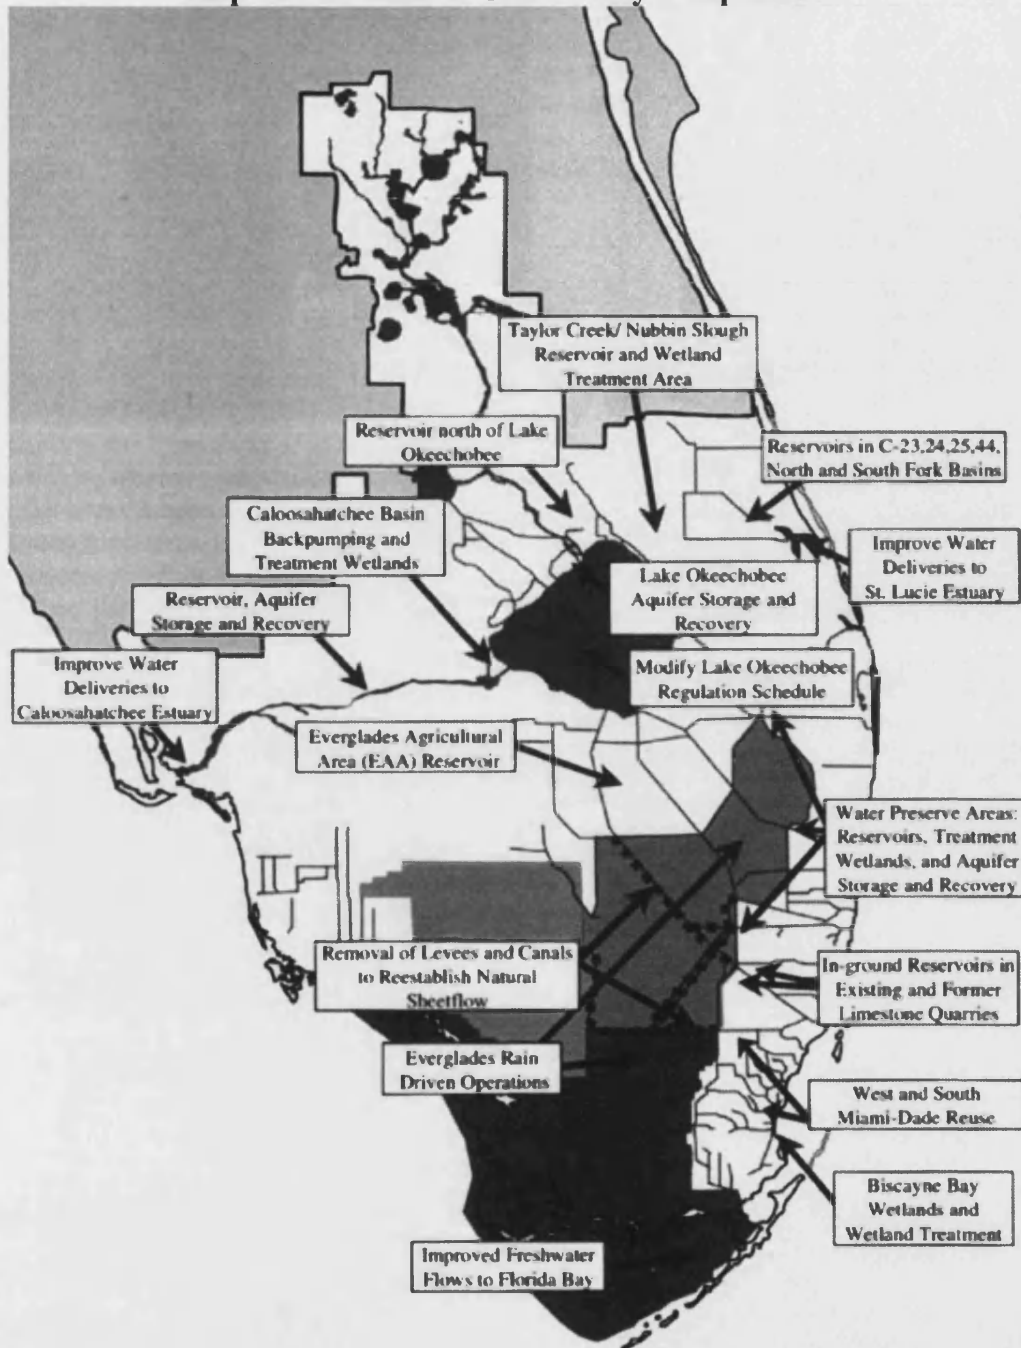 Taylor Creek/ Nubbin Slough
Reservoir and Wetland
Treatment Area
Reservoir north of Lake
Okeechobee
Reservoirs in C-23,24,25,44,
North and South Fork Basins
Caloosahatchee Basin
Backpumping and
Treatment Wetlands
Improve Water
Deliveries to
St. Lucie Estuary
Lake Okeechobee
Aquifer Storage and
Recovery
Reservoir, Aquifer
Storage and Recovery
Improve Water
Deliveries to
Caloosahatchee Estuary
Modify Lake Okeechobee
Regulation Schedule
Everglades Agricultural
Area (EAA) Reservoir
Water Preserve Areas:
Reservoirs, Treatment
Wetlands, and Aquifer
Storage and Recovery
Removal of Levees and Canals
to Reestablish Natural
Sheetflow
In-ground Reservoirs in
Existing and Former
Limestone Quarries
Everglades Rain
Driven Operations
West and South
Miami-Dade Reuse
Biscayne Bay
Wetlands and
Wetland Treatment
Improved Freshwater
Flows to Florida Bay